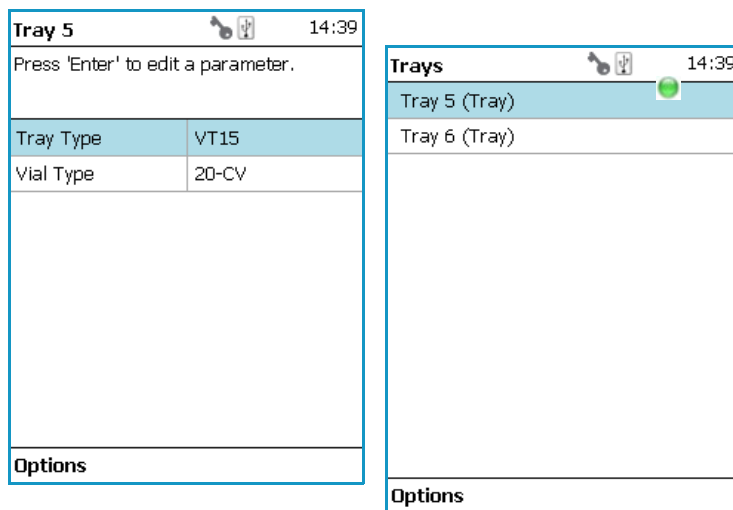 Tray 5 14:39
Press 'Enter' to edit a parameter.
Tray Type VT15
Vial Type 20-CV
Options
Trays 14:39
Tray 5 (Tray)
Tray 6 (Tray)
Options